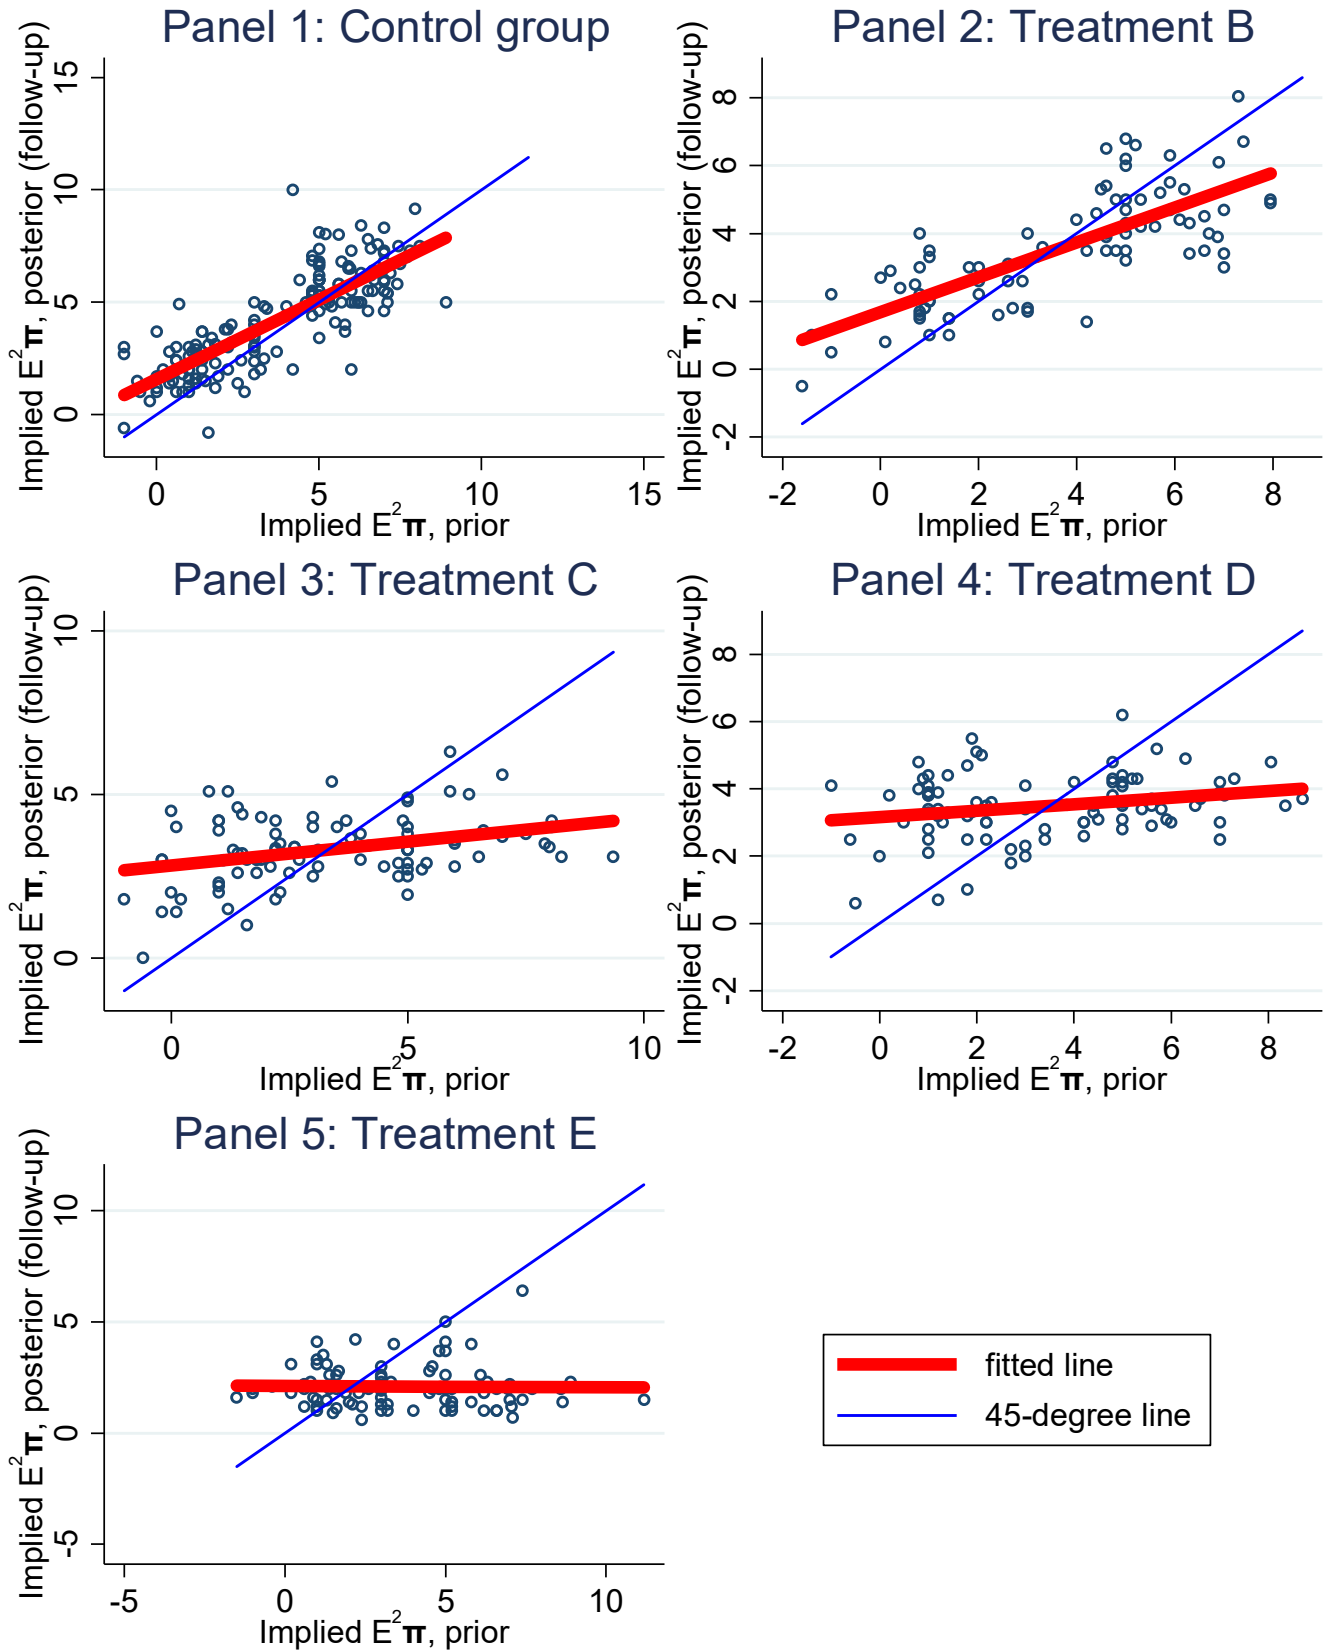 Panel 1: Control group
Implied E²π, posterior (follow-up)
15
10
5
0
0 5 10 15
Implied E²π, prior
Panel 2: Treatment B
Implied E²π, posterior (follow-up)
8
6
4
2
0
-2
-2 0 2 4 6 8
Implied E²π, prior
Panel 3: Treatment C
Implied E²π, posterior (follow-up)
10
5
0
0 5 10
Implied E²π, prior
Panel 4: Treatment D
Implied E²π, posterior (follow-up)
8
6
4
2
0
-2
-2 0 2 4 6 8
Implied E²π, prior
Panel 5: Treatment E
Implied E²π, posterior (follow-up)
10
5
0
-5
-5 0 5 10
Implied E²π, prior
fitted line
45-degree line